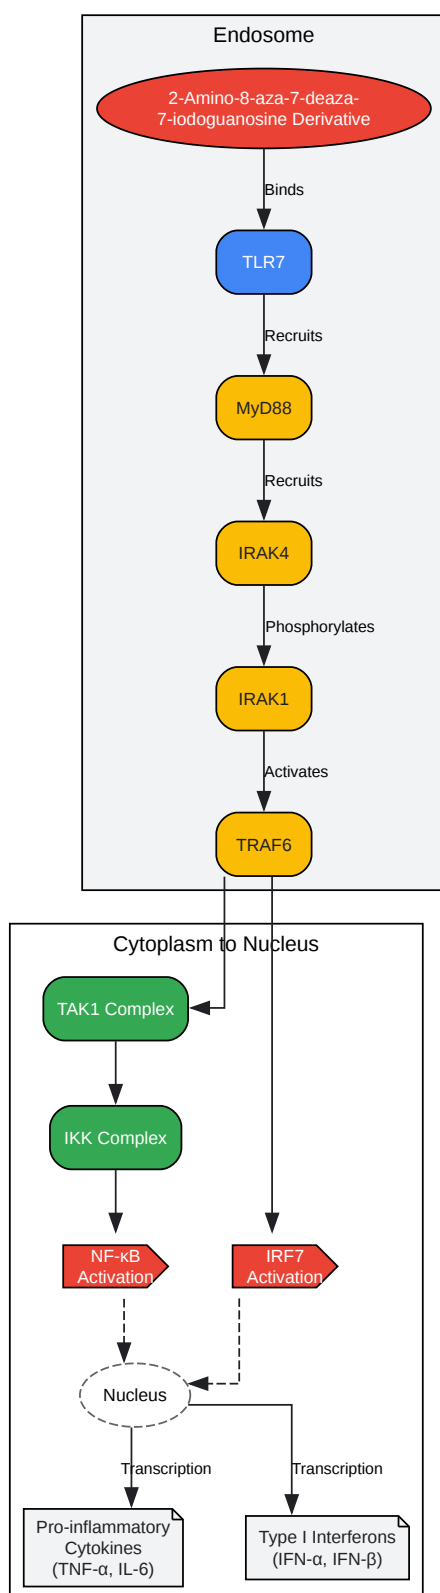 Endosome
2-Amino-8-aza-7-deaza-
7-iodoguanosine Derivative
Binds
TLR7
Recruits
MyD88
Recruits
IRAK4
Phosphorylates
IRAK1
Activates
TRAF6
Cytoplasm to Nucleus
TAK1 Complex
IKK Complex
NF-κB
Activation
IRF7
Activation
Nucleus
Transcription
Transcription
Pro-inflammatory
Cytokines
(TNF-α, IL-6)
Type I Interferons
(IFN-α, IFN-β)